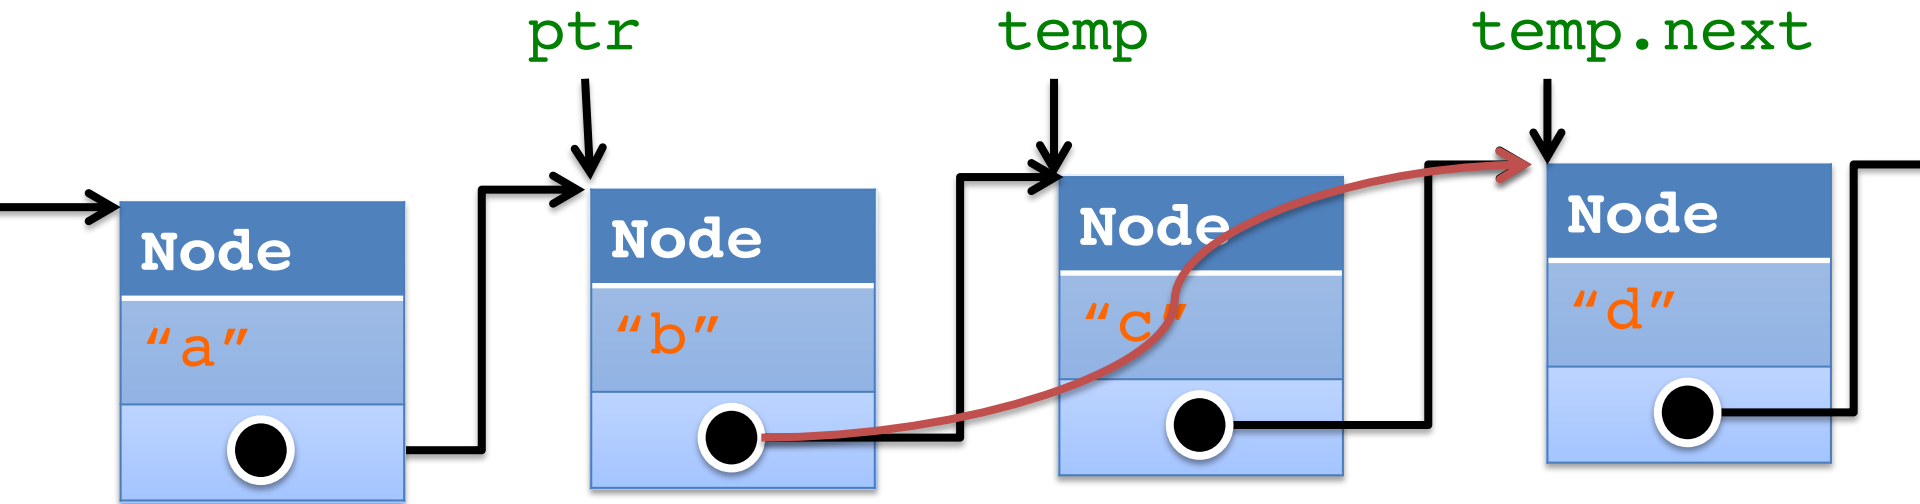 ptr temp temp.next
Node Node Node Node
“a” “b” “c” “d”